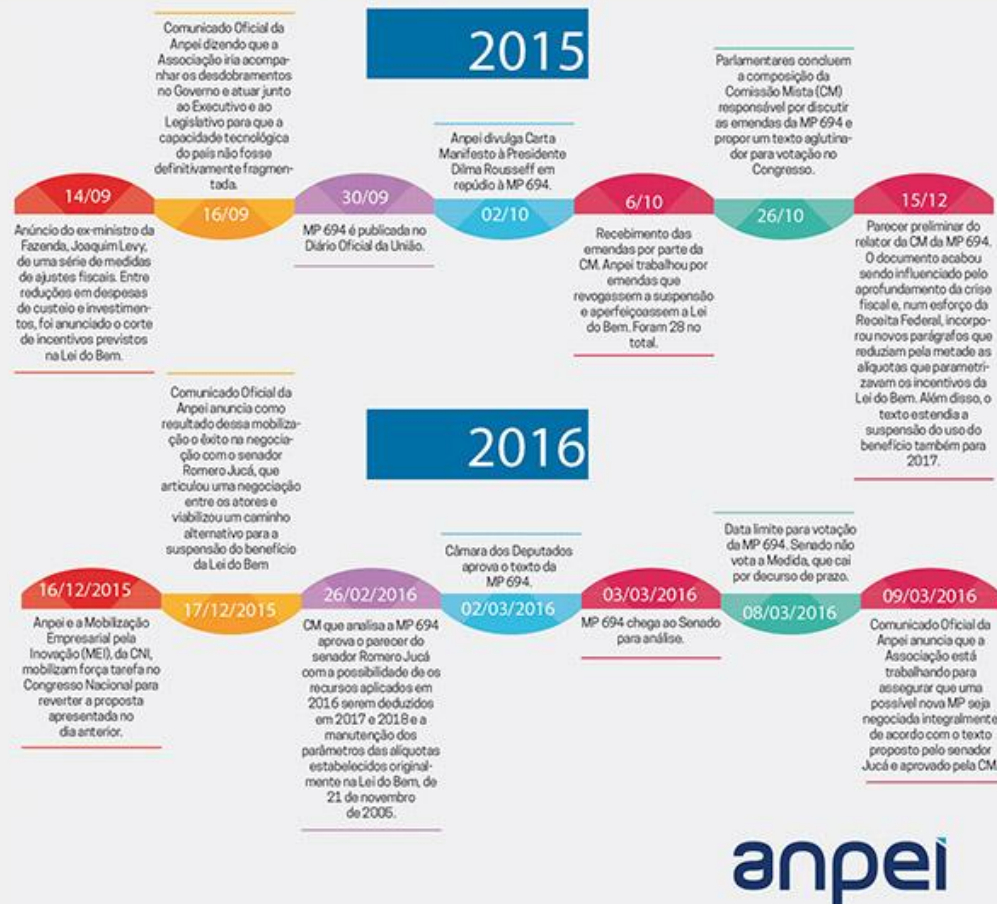 2015
14/09
Anúncio do ex-ministro da
Fazenda, Joaquim Levy,
de uma série de medidas
de ajustes fiscais. Entre
reduções em despesas
de custeio e investimen-
tos, foi anunciado o corte
de incentivos previstos
na Lei do Bem.
Comunicado Oficial da
Anpei dizendo que a
Associação iria acompa-
nhar os desdobramentos
no Governo e atuar junto
ao Executivo e ao
Legislativo para que a
capacidade tecnológica
do país não fosse
definitivamente fragmen-
tada.
16/09
30/09
MP 694 é publicada no
Diário Oficial da União.
Anpei divulga Carta
Manifesto à Presidente
Dilma Rousseff em
repúdio à MP 694.
02/10
6/10
Recebimento das
emendas por parte da
CM. Anpei trabalhou por
emendas que
revogassem a suspensão
e aperfeiçoassem a Lei
do Bem. Foram 28 no
total.
Parlamentares concluem
a composição da
Comissão Mista (CM)
responsável por discutir
as emendas da MP 694 e
propor um texto aglutina-
dor para votação no
Congresso.
26/10
15/12
Parecer preliminar do
relator da CM da MP 694.
O documento acabou
sendo influenciado pelo
aprofundamento da crise
fiscal e, num esforço da
Receita Federal, incorpo-
rou novos parágrafos que
reduziam pela metade as
alíquotas que parametri-
zavam os incentivos da
Lei do Bem. Além disso, o
texto estendia a
suspensão do uso do
benefício também para
2017.
2016
16/12/2015
Anpei e a Mobilização
Empresarial pela
Inovação (MEI), da CNI,
mobilizam força tarefa no
Congresso Nacional para
reverter a proposta
apresentada no
dia anterior.
Comunicado Oficial da
Anpei anuncia como
resultado dessa mobiliza-
ção o êxito na negocia-
ção com o senador
Romero Jucá, que
articulou uma negociação
entre os atores e
viabilizou um caminho
alternativo para a
suspensão do benefício
da Lei do Bem
17/12/2015
26/02/2016
CM que analisa a MP 694
aprova o parecer do
senador Romero Jucá
com a possibilidade de os
recursos aplicados em
2016 serem deduzidos
em 2017 e 2018 e a
manutenção dos
parâmetros das alíquotas
estabelecidos original-
mente na Lei do Bem, de
21 de novembro
de 2005.
Câmara dos Deputados
aprova o texto da
MP 694.
02/03/2016
03/03/2016
MP 694 chega ao Senado
para análise.
Data limite para votação
da MP 694. Senado não
vota a Medida, que cai
por decurso de prazo.
08/03/2016
09/03/2016
Comunicado Oficial da
Anpei anuncia que a
Associação está
trabalhando para
assegurar que uma
possível nova MP seja
negociada integralmente
de acordo com o texto
proposto pelo senador
Jucá e aprovado pela CM.
anpei